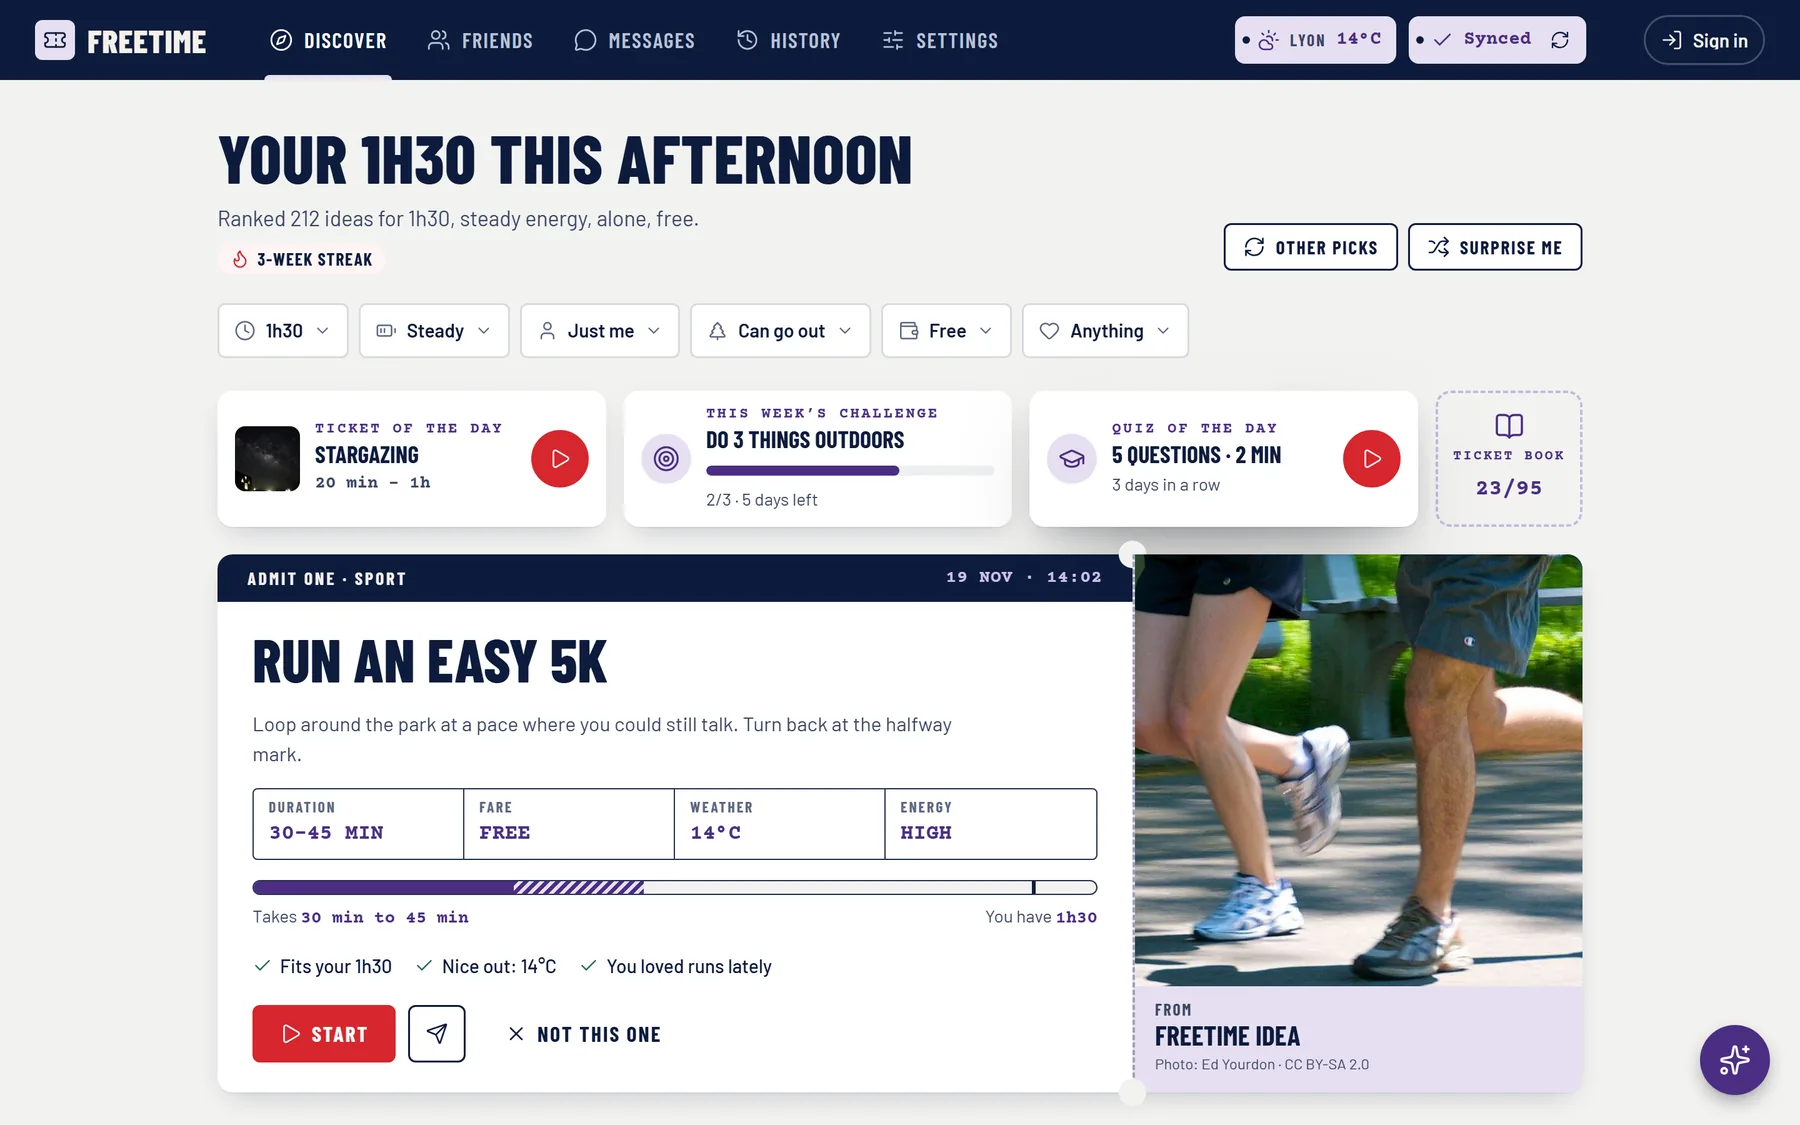 FREETIME
DISCOVER
FRIENDS
MESSAGES
HISTORY
SETTINGS
LYON 14°C
Synced
Sign in
YOUR 1H30 THIS AFTERNOON
Ranked 212 ideas for 1h30, steady energy, alone, free.
3-WEEK STREAK
OTHER PICKS
SURPRISE ME
1h30
Steady
Just me
Can go out
Free
Anything
TICKET OF THE DAY
STARGAZING
20 min – 1h
THIS WEEK'S CHALLENGE
DO 3 THINGS OUTDOORS
2/3 · 5 days left
QUIZ OF THE DAY
5 QUESTIONS · 2 MIN
3 days in a row
TICKET BOOK
23/95
ADMIT ONE · SPORT
19 NOV · 14:02
RUN AN EASY 5K
Loop around the park at a pace where you could still talk. Turn back at the halfway
mark.
DURATION
30–45 MIN
FARE
FREE
WEATHER
14°C
ENERGY
HIGH
Takes 30 min to 45 min
You have 1h30
Fits your 1h30
Nice out: 14°C
You loved runs lately
START
NOT THIS ONE
FROM
FREETIME IDEA
Photo: Ed Yourdon · CC BY-SA 2.0